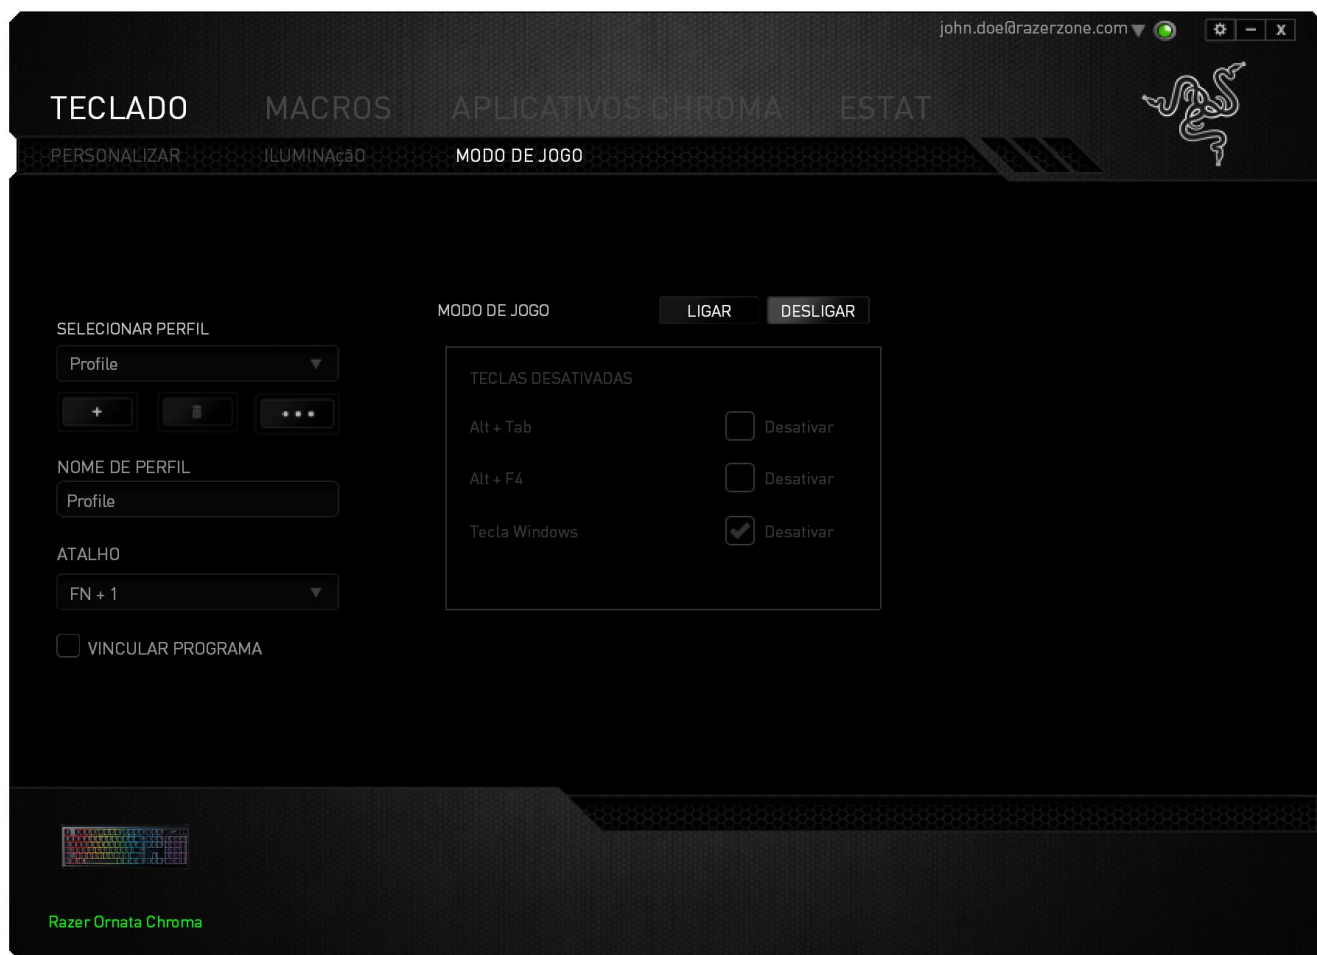 john.doe@razerzone.com
X
TECLADO MACROS APLICATIVOS CHROMA ESTAT
PERSONALIZAR ILUMINAçãO MODO DE JOGO
MODO DE JOGO LIGAR DESLIGAR
SELECIONAR PERFIL
Profile
TECLAS DESATIVADAS
Alt + Tab Desativar
Alt + F4 Desativar
Tecla Windows Desativar
NOME DE PERFIL
Profile
ATALHO
FN + 1
VINCULAR PROGRAMA
Razer Ornata Chroma